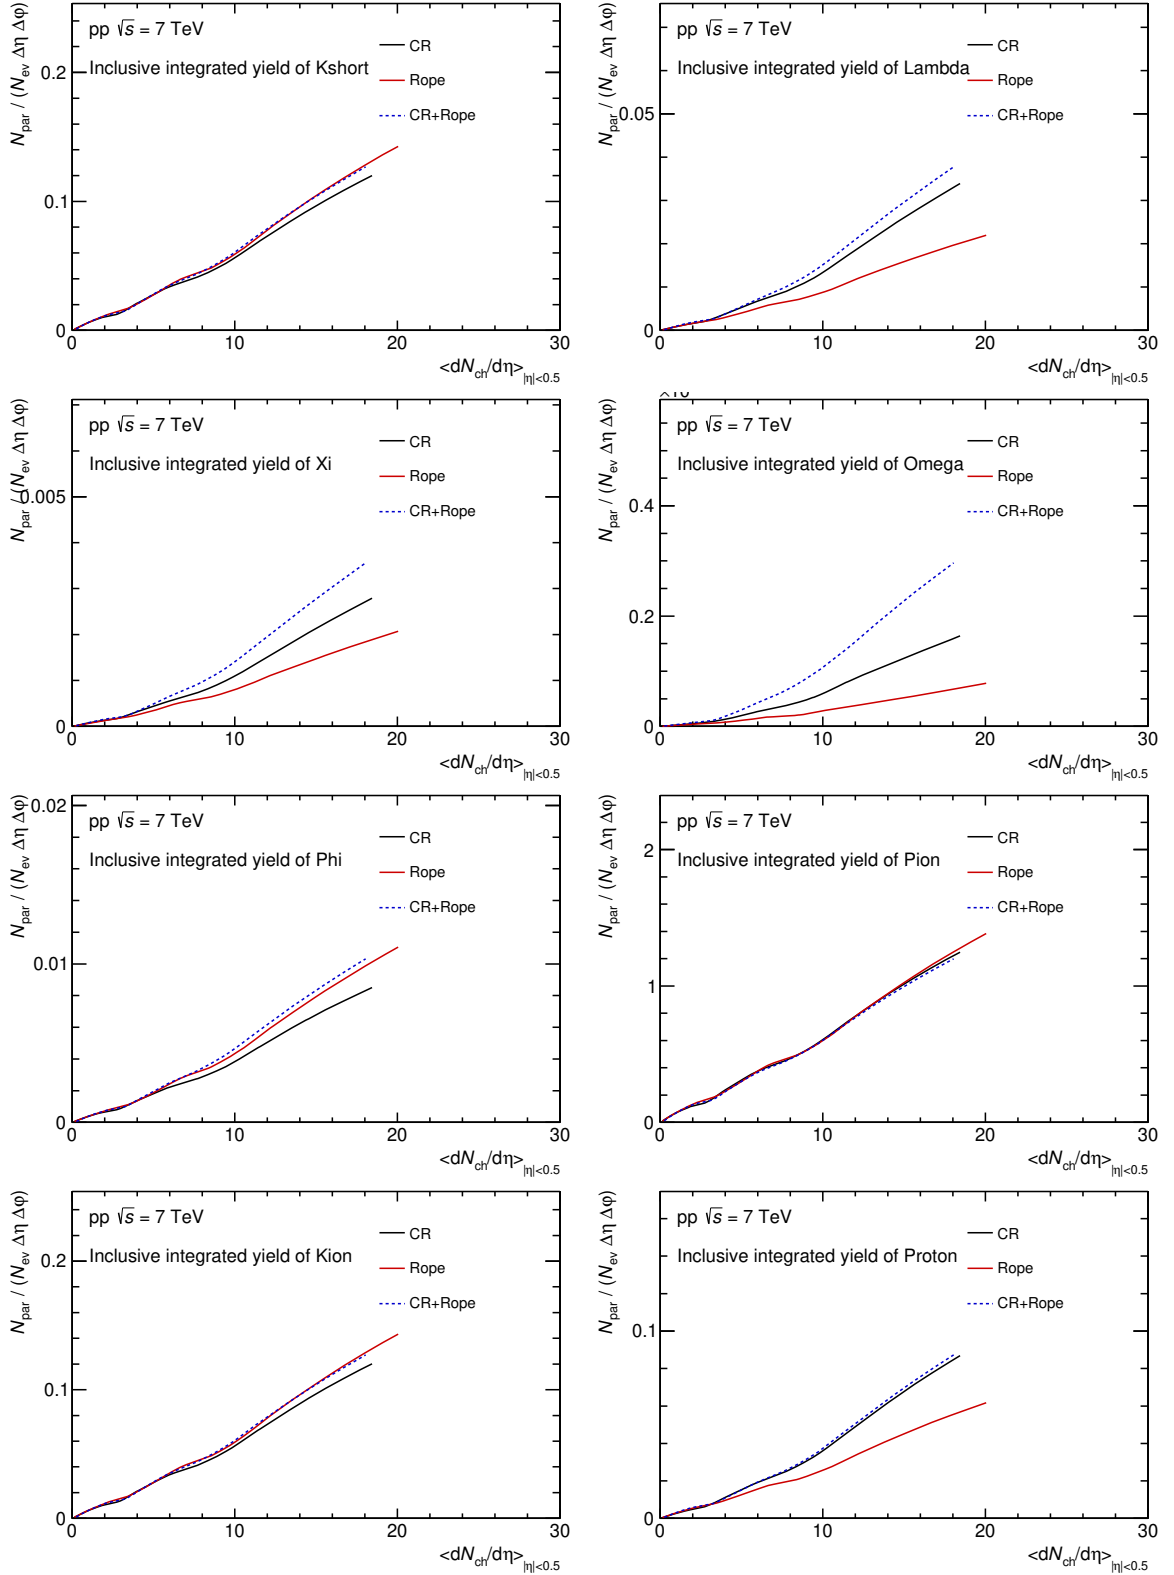 N_par / (N_ev Δη Δφ)
pp √s = 7 TeV
Inclusive integrated yield of Kshort
CR
Rope
CR+Rope
0.2
0.1
0
0 10 20 30
<dN_ch/dη>_|η|<0.5
N_par / (N_ev Δη Δφ)
pp √s = 7 TeV
Inclusive integrated yield of Lambda
CR
Rope
CR+Rope
0.05
0
0 10 20 30
<dN_ch/dη>_|η|<0.5
N_par / (N_ev Δη Δφ)
pp √s = 7 TeV
Inclusive integrated yield of Xi
CR
Rope
CR+Rope
0.005
0
0 10 20 30
<dN_ch/dη>_|η|<0.5
N_par / (N_ev Δη Δφ)
pp √s = 7 TeV
Inclusive integrated yield of Omega
CR
Rope
CR+Rope
0.4
0.2
0
0 10 20 30
<dN_ch/dη>_|η|<0.5
N_par / (N_ev Δη Δφ)
pp √s = 7 TeV
Inclusive integrated yield of Phi
CR
Rope
CR+Rope
0.02
0.01
0
0 10 20 30
<dN_ch/dη>_|η|<0.5
N_par / (N_ev Δη Δφ)
pp √s = 7 TeV
Inclusive integrated yield of Pion
CR
Rope
CR+Rope
2
1
0
0 10 20 30
<dN_ch/dη>_|η|<0.5
N_par / (N_ev Δη Δφ)
pp √s = 7 TeV
Inclusive integrated yield of Kion
CR
Rope
CR+Rope
0.2
0.1
0
0 10 20 30
<dN_ch/dη>_|η|<0.5
N_par / (N_ev Δη Δφ)
pp √s = 7 TeV
Inclusive integrated yield of Proton
CR
Rope
CR+Rope
0.1
0
0 10 20 30
<dN_ch/dη>_|η|<0.5